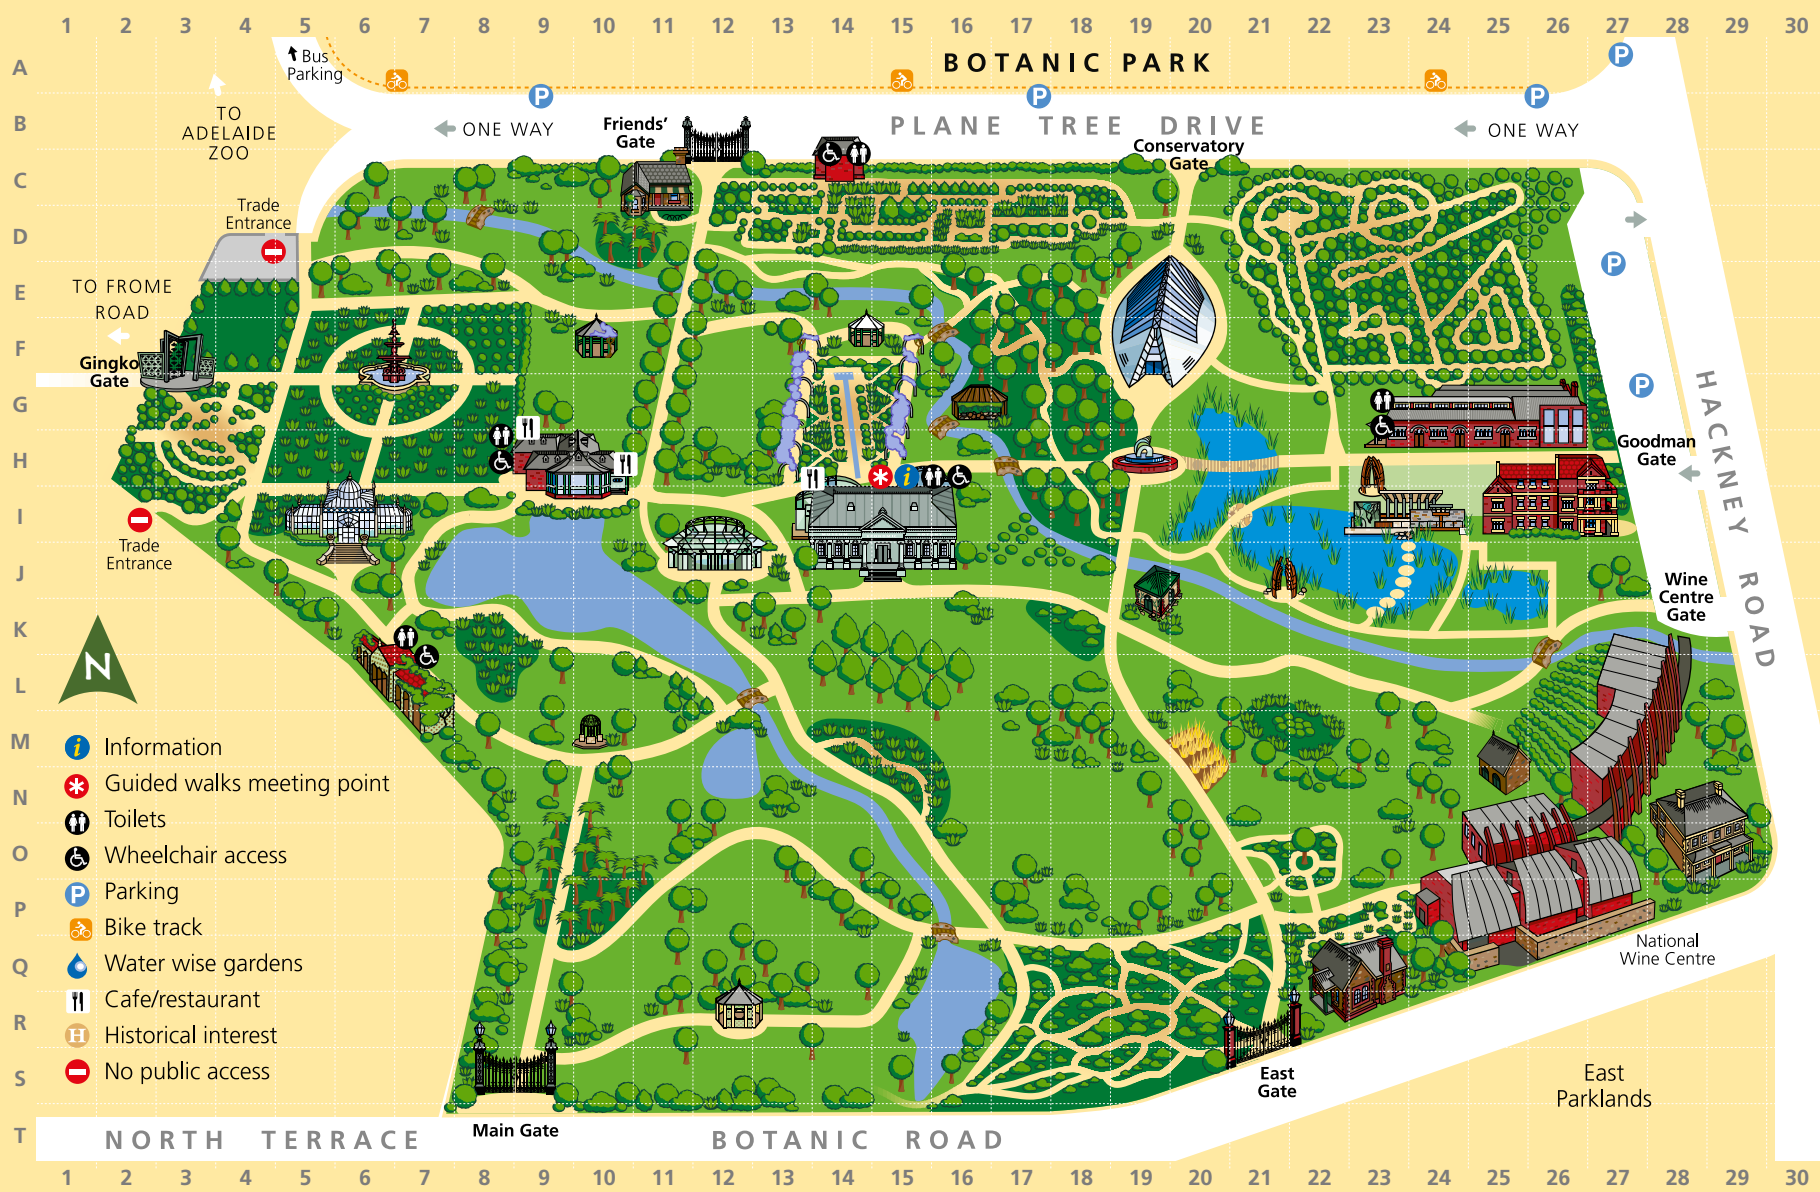 1 2 3 4 5 6 7 8 9 10 11 12 13 14 15 16 17 18 19 20 21 22 23 24 25 26 27 28 29 30
A
B
C
D
E
F
G
H
I
J
K
L
M
N
O
P
Q
R
S
T
A
B
C
D
E
F
G
H
I
J
K
L
M
N
O
P
Q
R
S
T
Bus
Parking
BOTANIC PARK
P
P
P
P
TO
ADELAIDE
ZOO
ONE WAY
Friends'
Gate
PLANE TREE DRIVE
Conservatory
Gate
ONE WAY
Trade
Entrance
P
TO FROME
ROAD
Gingko
Gate
P
HACKNEY ROAD
Goodman
Gate
i
Trade
Entrance
Wine
Centre
Gate
N
i Information
Guided walks meeting point
Toilets
Wheelchair access
P Parking
Bike track
Water wise gardens
Cafe/restaurant
H Historical interest
No public access
National
Wine Centre
East
Gate
East
Parklands
Main Gate
NORTH TERRACE
BOTANIC ROAD
1 2 3 4 5 6 7 8 9 10 11 12 13 14 15 16 17 18 19 20 21 22 23 24 25 26 27 28 29 30